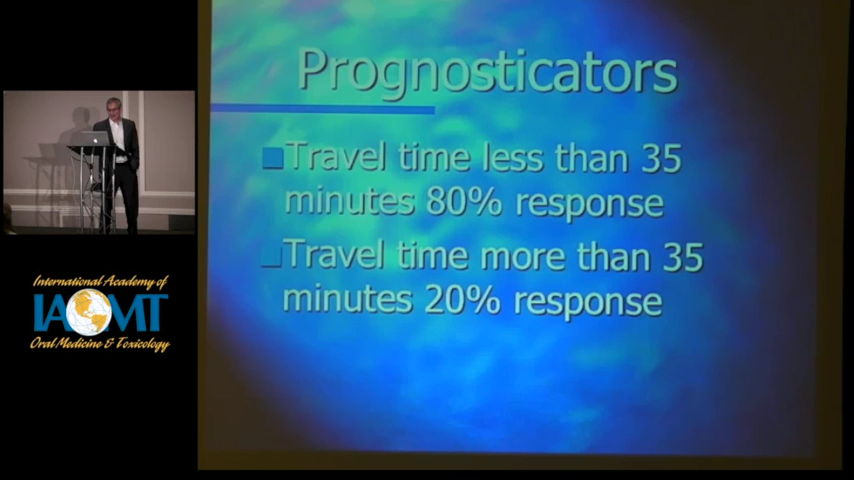 Prognosticators
Travel time less than 35
minutes 80% response
Travel time more than 35
minutes 20% response
International Academy of
IAOMT
Oral Medicine & Toxicology